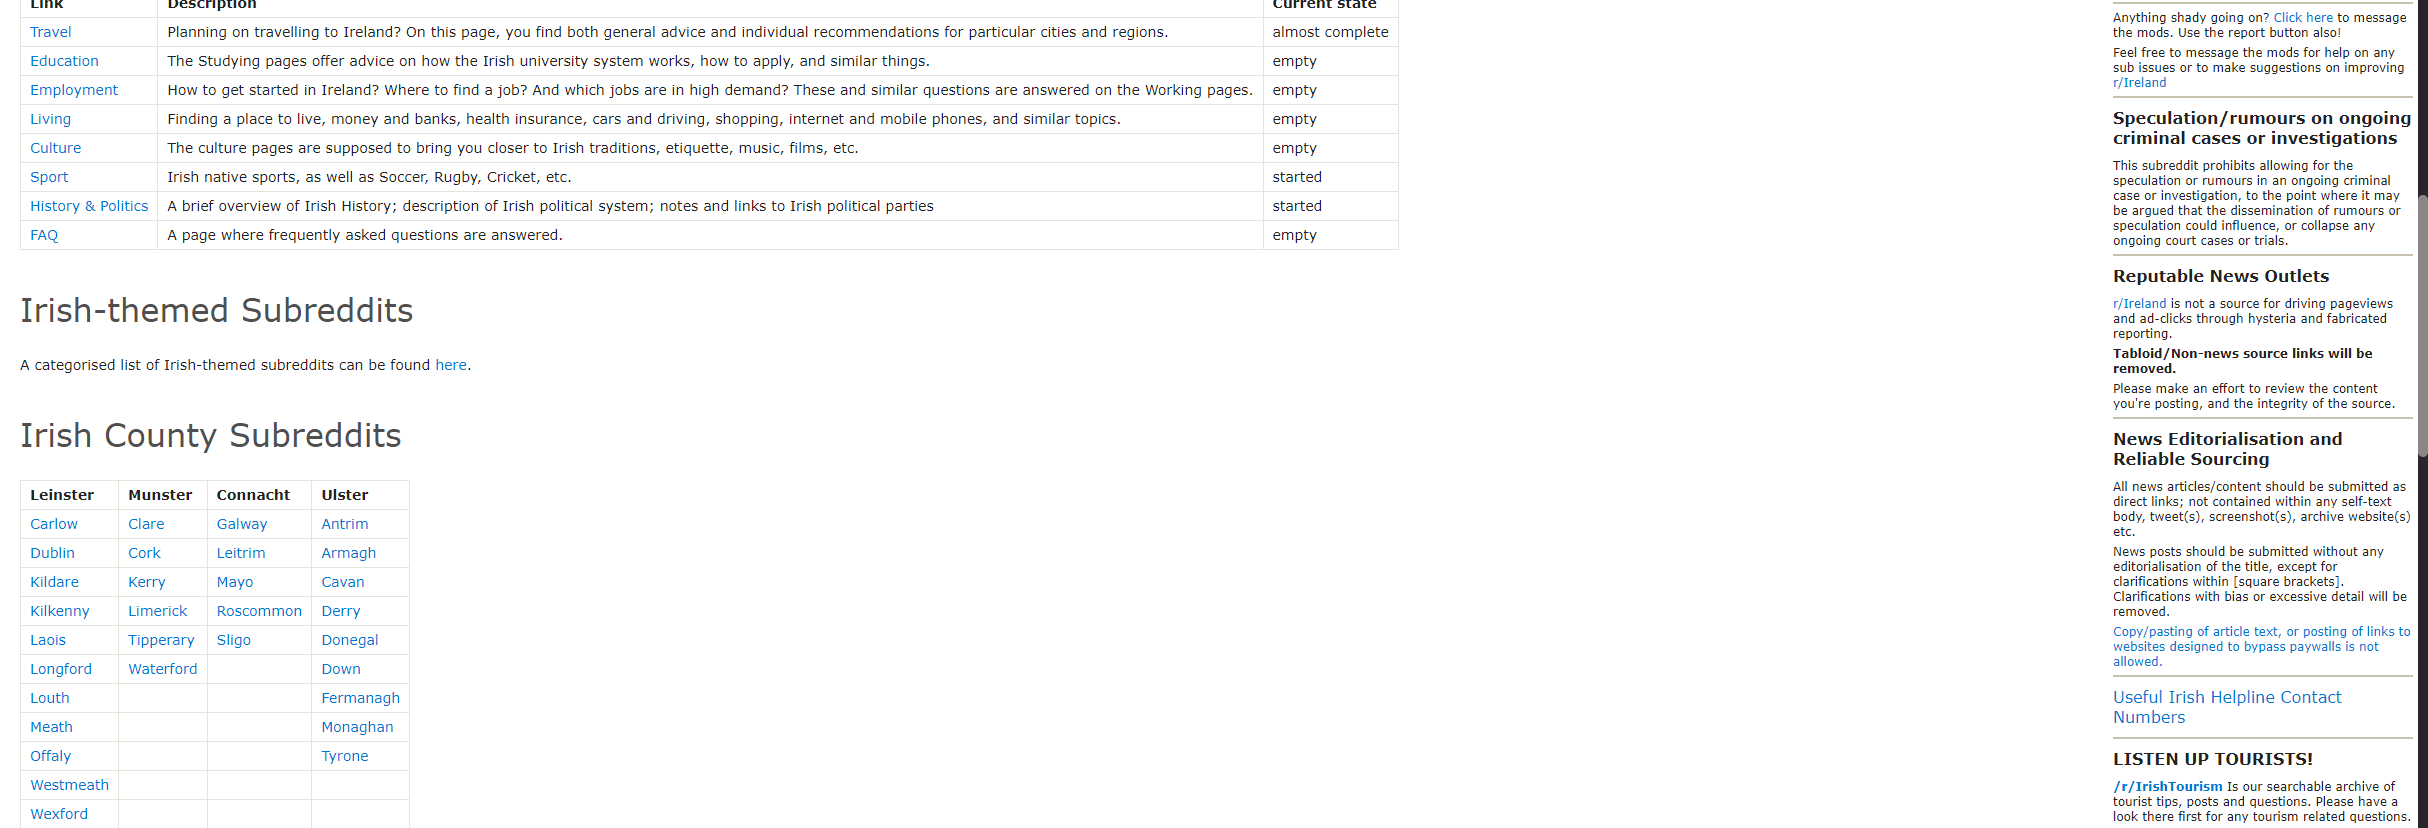 Link Description Current state
Travel Planning on travelling to Ireland? On this page, you find both general advice and individual recommendations for particular cities and regions. almost complete
Education The Studying pages offer advice on how the Irish university system works, how to apply, and similar things. empty
Employment How to get started in Ireland? Where to find a job? And which jobs are in high demand? These and similar questions are answered on the Working pages. empty
Living Finding a place to live, money and banks, health insurance, cars and driving, shopping, internet and mobile phones, and similar topics. empty
Culture The culture pages are supposed to bring you closer to Irish traditions, etiquette, music, films, etc. empty
Sport Irish native sports, as well as Soccer, Rugby, Cricket, etc. started
History & Politics A brief overview of Irish History; description of Irish political system; notes and links to Irish political parties started
FAQ A page where frequently asked questions are answered. empty
Irish-themed Subreddits
A categorised list of Irish-themed subreddits can be found here.
Irish County Subreddits
Leinster Munster Connacht Ulster
Carlow Clare Galway Antrim
Dublin Cork Leitrim Armagh
Kildare Kerry Mayo Cavan
Kilkenny Limerick Roscommon Derry
Laois Tipperary Sligo Donegal
Longford Waterford Down
Louth Fermanagh
Meath Monaghan
Offaly Tyrone
Westmeath
Wexford
Anything shady going on? Click here to message
the mods. Use the report button also!
Feel free to message the mods for help on any
sub issues or to make suggestions on improving
r/Ireland
Speculation/rumours on ongoing
criminal cases or investigations
This subreddit prohibits allowing for the
speculation or rumours in an ongoing criminal
case or investigation, to the point where it may
be argued that the dissemination of rumours or
speculation could influence, or collapse any
ongoing court cases or trials.
Reputable News Outlets
r/Ireland is not a source for driving pageviews
and ad-clicks through hysteria and fabricated
reporting.
Tabloid/Non-news source links will be
removed.
Please make an effort to review the content
you're posting, and the integrity of the source.
News Editorialisation and
Reliable Sourcing
All news articles/content should be submitted as
direct links; not contained within any self-text
body, tweet(s), screenshot(s), archive website(s)
etc.
News posts should be submitted without any
editorialisation of the title, except for
clarifications within [square brackets].
Clarifications with bias or excessive detail will be
removed.
Copy/pasting of article text, or posting of links to
websites designed to bypass paywalls is not
allowed.
Useful Irish Helpline Contact
Numbers
LISTEN UP TOURISTS!
/r/IrishTourism Is our searchable archive of
tourist tips, posts and questions. Please have a
look there first for any tourism related questions.